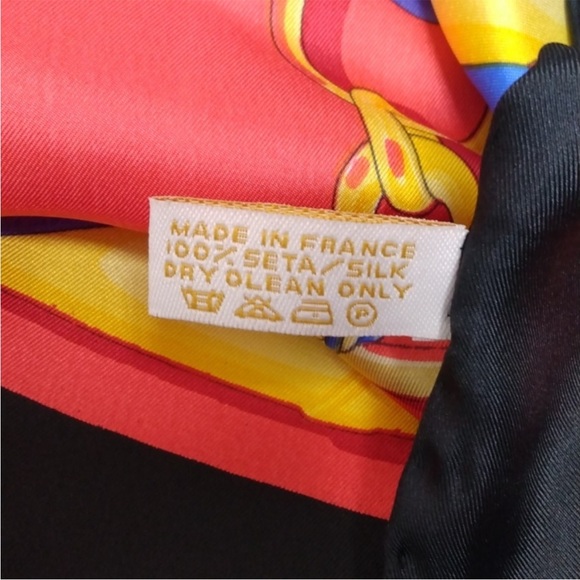 MADE IN FRANCE
100% SETA/SILK
DRY CLEAN ONLY
P